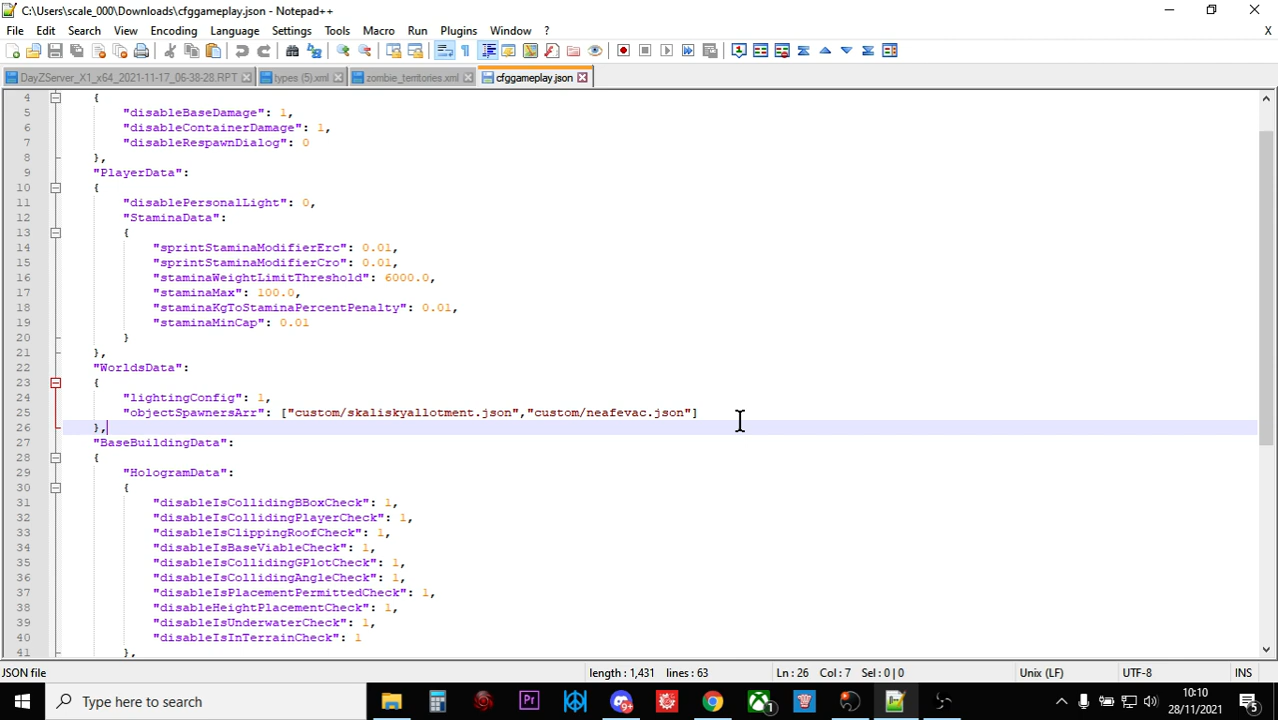 C:\Users\scale_000\Downloads\cfggameplay.json - Notepad++
File Edit Search View Encoding Language Settings Tools Macro Run Plugins Window ? X
DayZServer_X1_x64_2021-11-17_06-38-28.RPT types (5).xml zombie_territories.xml cfggameplay.json
4 {
5 "disableBaseDamage": 1,
6 "disableContainerDamage": 1,
7 "disableRespawnDialog": 0
8 },
9 "PlayerData":
10 {
11 "disablePersonalLight": 0,
12 "StaminaData":
13 {
14 "sprintStaminaModifierErc": 0.01,
15 "sprintStaminaModifierCro": 0.01,
16 "staminaWeightLimitThreshold": 6000.0,
17 "staminaMax": 100.0,
18 "staminaKgToStaminaPercentPenalty": 0.01,
19 "staminaMinCap": 0.01
20 }
21 },
22 "WorldsData":
23 {
24 "lightingConfig": 1,
25 "objectSpawnersArr": ["custom/skaliskyallotment.json","custom/neafevac.json"]
26 },
27 "BaseBuildingData":
28 {
29 "HologramData":
30 {
31 "disableIsCollidingBBoxCheck": 1,
32 "disableIsCollidingPlayerCheck": 1,
33 "disableIsClippingRoofCheck": 1,
34 "disableIsBaseViableCheck": 1,
35 "disableIsCollidingGPlotCheck": 1,
36 "disableIsCollidingAngleCheck": 1,
37 "disableIsPlacementPermittedCheck": 1,
38 "disableHeightPlacementCheck": 1,
39 "disableIsUnderwaterCheck": 1,
40 "disableIsInTerrainCheck": 1
41 },
JSON file length : 1,431 lines : 63 Ln : 26 Col : 7 Sel : 0 | 0 Unix (LF) UTF-8 INS
Type here to search Pr 9+ 1 10:10
28/11/2021 5